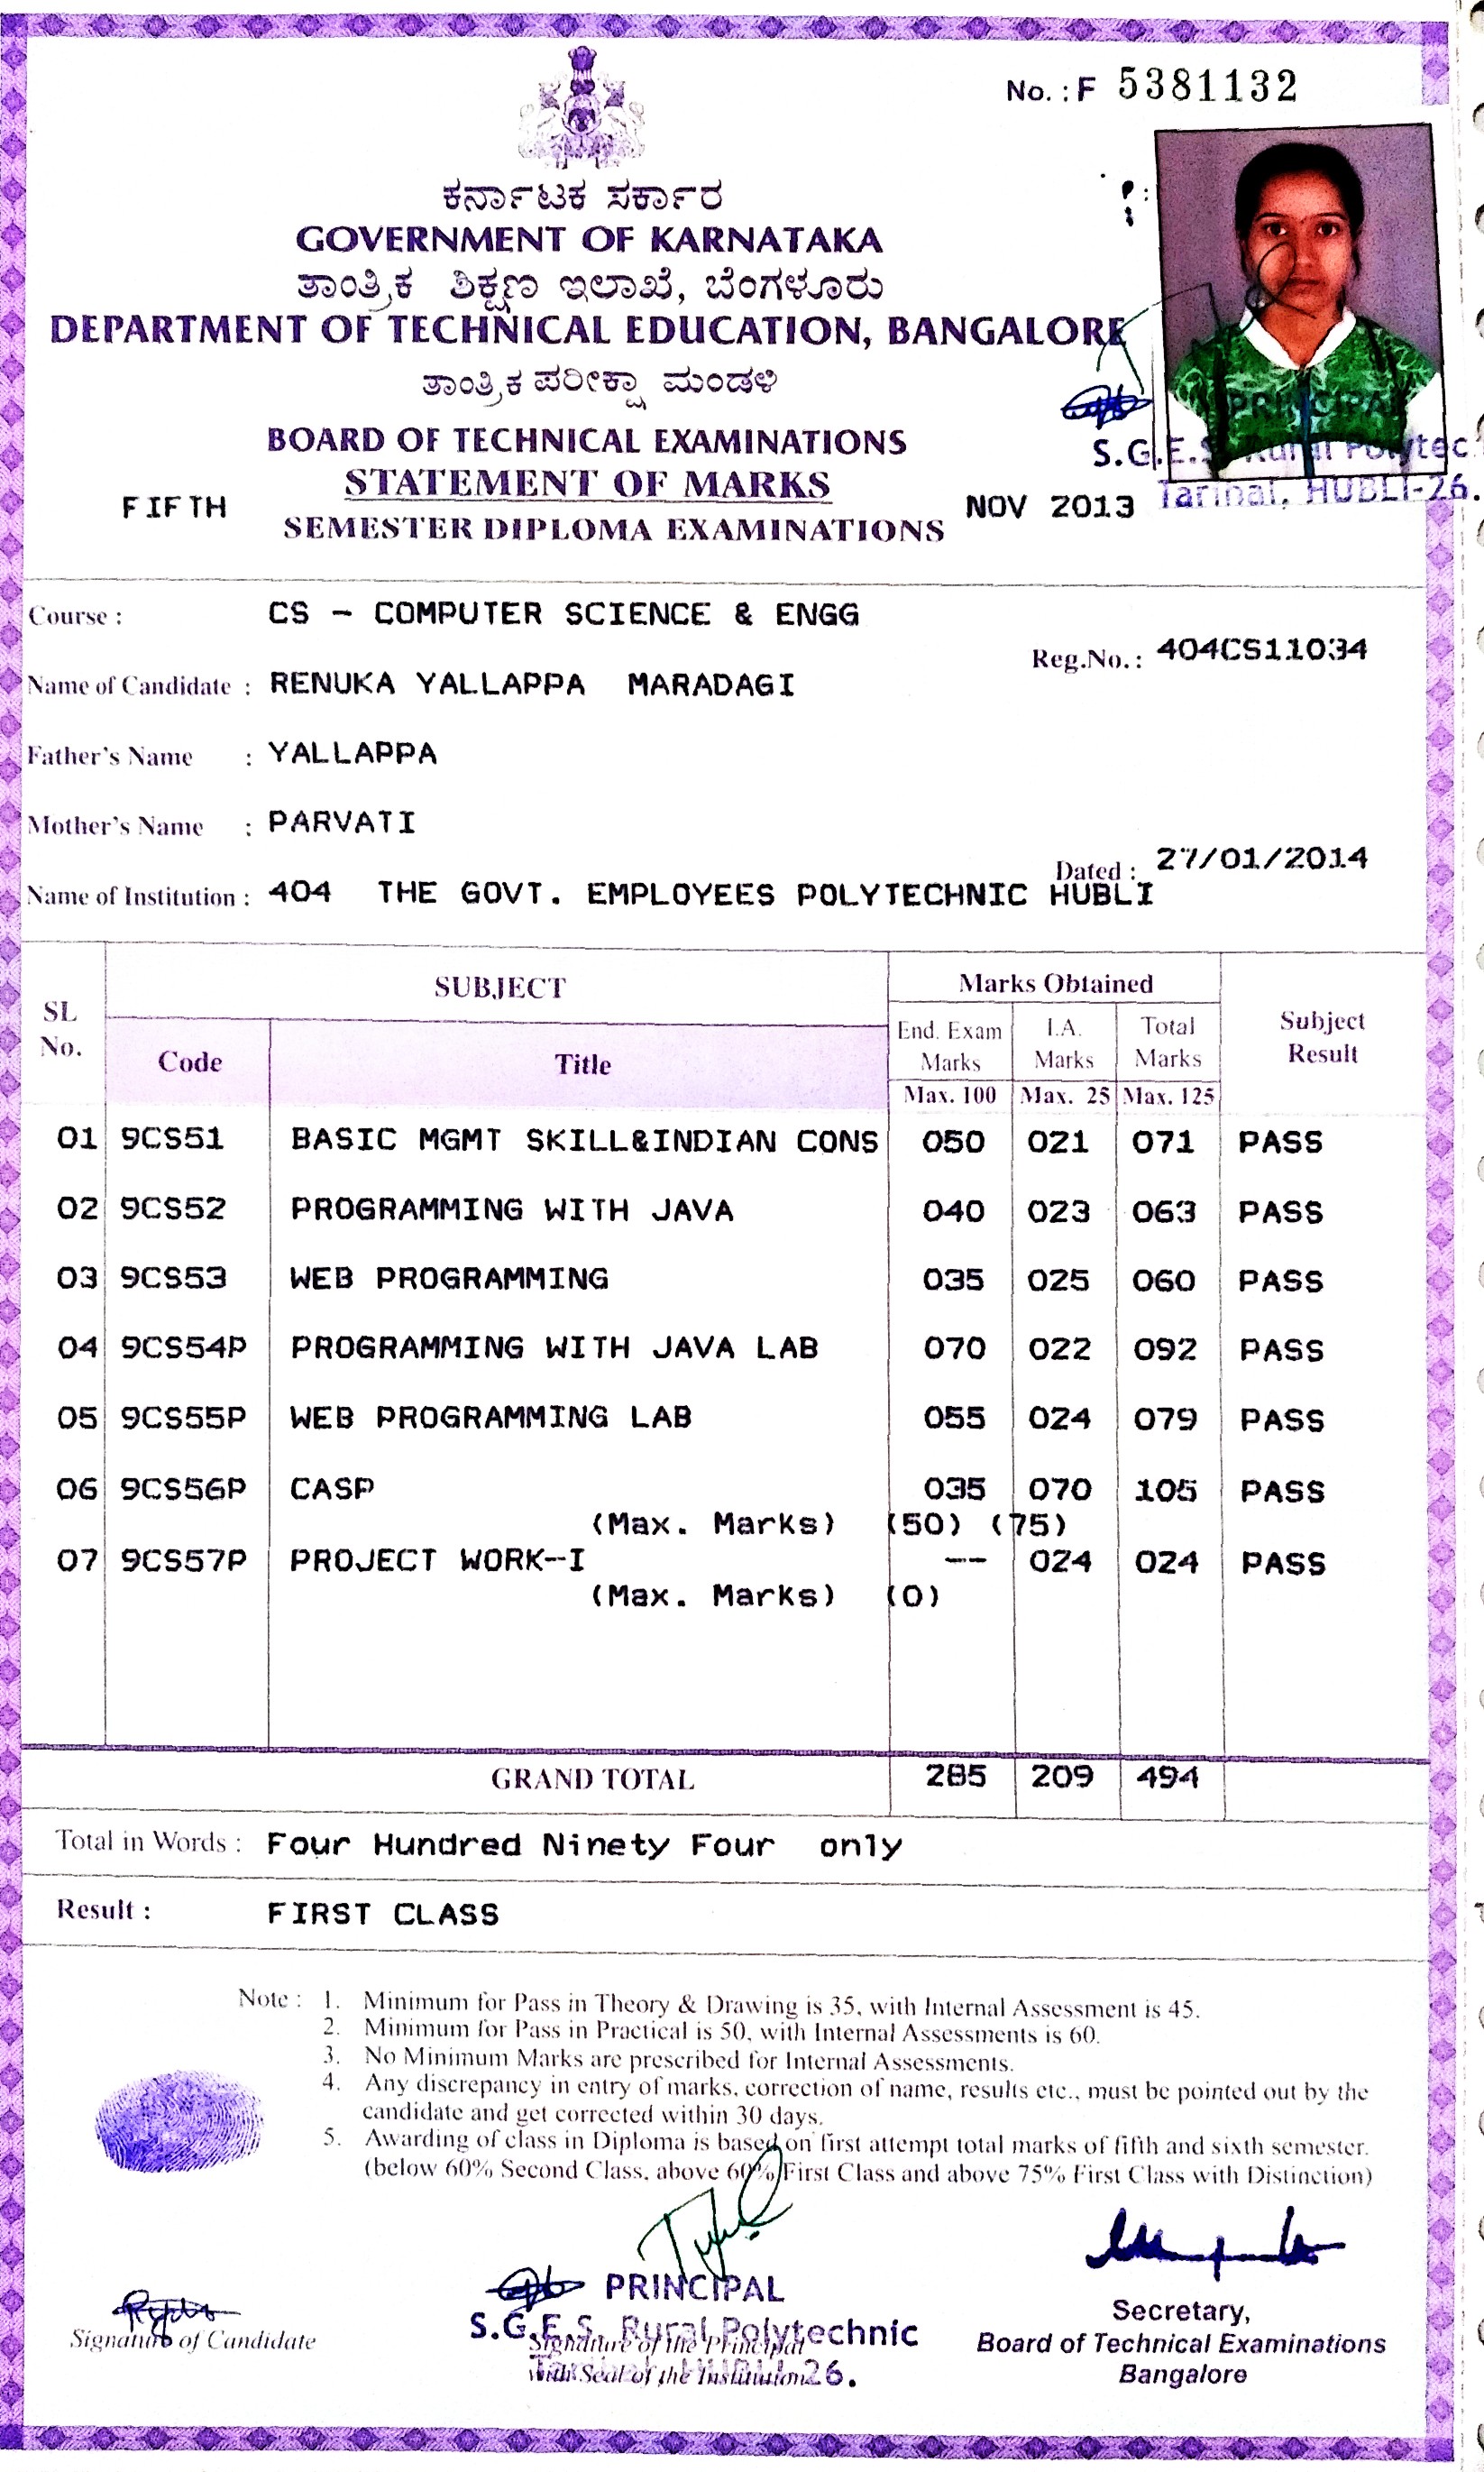 No. : F 5381132
ಕರ್ನಾಟಕ ಸರ್ಕಾರ
GOVERNMENT OF KARNATAKA
ತಾಂತ್ರಿಕ ಶಿಕ್ಷಣ ಇಲಾಖೆ, ಬೆಂಗಳೂರು
DEPARTMENT OF TECHNICAL EDUCATION, BANGALORE
ತಾಂತ್ರಿಕ ಪರೀಕ್ಷಾ ಮಂಡಳಿ
BOARD OF TECHNICAL EXAMINATIONS
PRINCIPAL
S.G.E.S. Rural Polytec
Tarihal, HUBLI-26.
STATEMENT OF MARKS
FIFTH SEMESTER DIPLOMA EXAMINATIONS NOV 2013
Course : CS - COMPUTER SCIENCE & ENGG
Reg.No. : 404CS11034
Name of Candidate : RENUKA YALLAPPA MARADAGI
Father's Name : YALLAPPA
Mother's Name : PARVATI
Dated : 27/01/2014
Name of Institution : 404 THE GOVT. EMPLOYEES POLYTECHNIC HUBLI
SL No. SUBJECT Marks Obtained Subject Result
Code Title End. Exam Marks I.A. Marks Total Marks
Max. 100 Max. 25 Max. 125
01 9CS51 BASIC MGMT SKILL&INDIAN CONS 050 021 071 PASS
02 9CS52 PROGRAMMING WITH JAVA 040 023 063 PASS
03 9CS53 WEB PROGRAMMING 035 025 060 PASS
04 9CS54P PROGRAMMING WITH JAVA LAB 070 022 092 PASS
05 9CS55P WEB PROGRAMMING LAB 055 024 079 PASS
06 9CS56P CASP 035 070 105 PASS
(Max. Marks) (50) (75)
07 9CS57P PROJECT WORK-I -- 024 024 PASS
(Max. Marks) (0)
GRAND TOTAL 285 209 494
Total in Words : Four Hundred Ninety Four only
Result : FIRST CLASS
Note : 1. Minimum for Pass in Theory & Drawing is 35, with Internal Assessment is 45.
2. Minimum for Pass in Practical is 50, with Internal Assessments is 60.
3. No Minimum Marks are prescribed for Internal Assessments.
4. Any discrepancy in entry of marks, correction of name, results etc., must be pointed out by the
candidate and get corrected within 30 days.
5. Awarding of class in Diploma is based on first attempt total marks of fifth and sixth semester.
(below 60% Second Class, above 60% First Class and above 75% First Class with Distinction)
PRINCIPAL
S.G.E.S. Rural Polytechnic
Signature of the Principal
with Seal of the Institution
HUBLI-26.
Signature of Candidate
Secretary,
Board of Technical Examinations
Bangalore